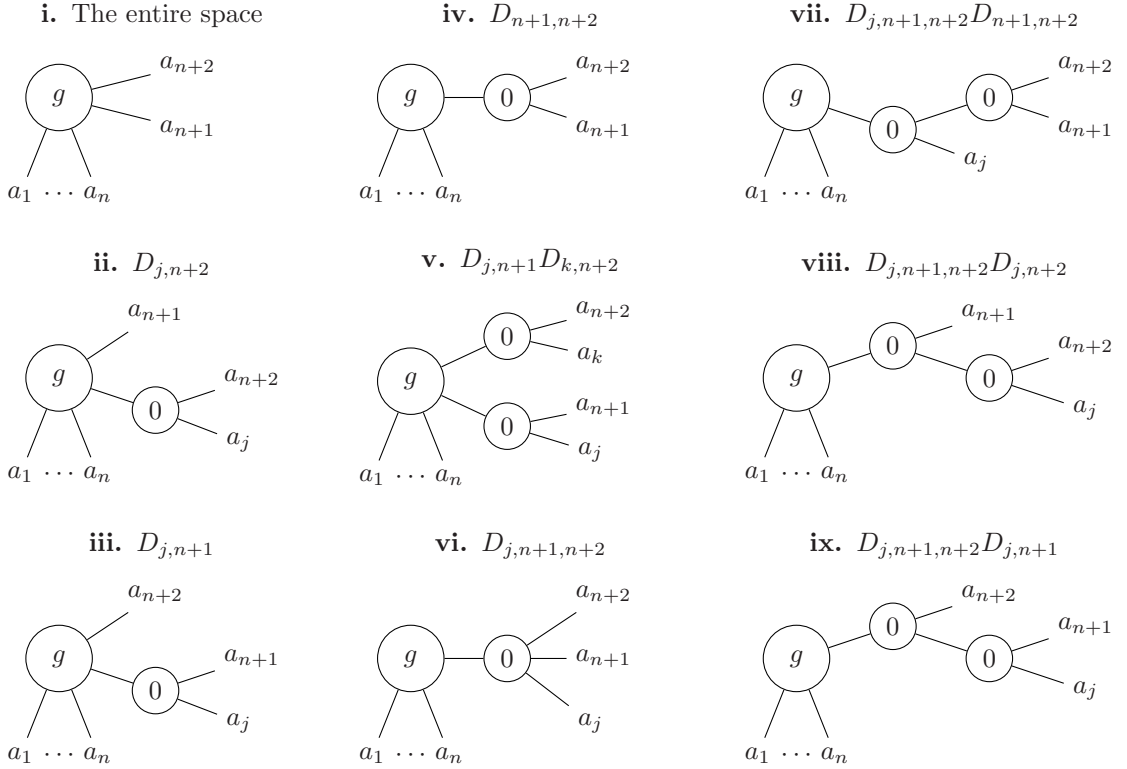 i. The entire space
g
a_{n+2}
a_{n+1}
a_1 ··· a_n
iv. D_{n+1,n+2}
g
0
a_{n+2}
a_{n+1}
a_1 ··· a_n
vii. D_{j,n+1,n+2}D_{n+1,n+2}
g
0
0
a_{n+2}
a_{n+1}
a_j
a_1 ··· a_n
ii. D_{j,n+2}
a_{n+1}
g
0
a_{n+2}
a_j
a_1 ··· a_n
v. D_{j,n+1}D_{k,n+2}
g
0
a_{n+2}
a_k
0
a_{n+1}
a_j
a_1 ··· a_n
viii. D_{j,n+1,n+2}D_{j,n+2}
a_{n+1}
g
0
0
a_{n+2}
a_j
a_1 ··· a_n
iii. D_{j,n+1}
a_{n+2}
g
0
a_{n+1}
a_j
a_1 ··· a_n
vi. D_{j,n+1,n+2}
a_{n+2}
g
0
a_{n+1}
a_j
a_1 ··· a_n
ix. D_{j,n+1,n+2}D_{j,n+1}
a_{n+2}
g
0
0
a_{n+1}
a_j
a_1 ··· a_n